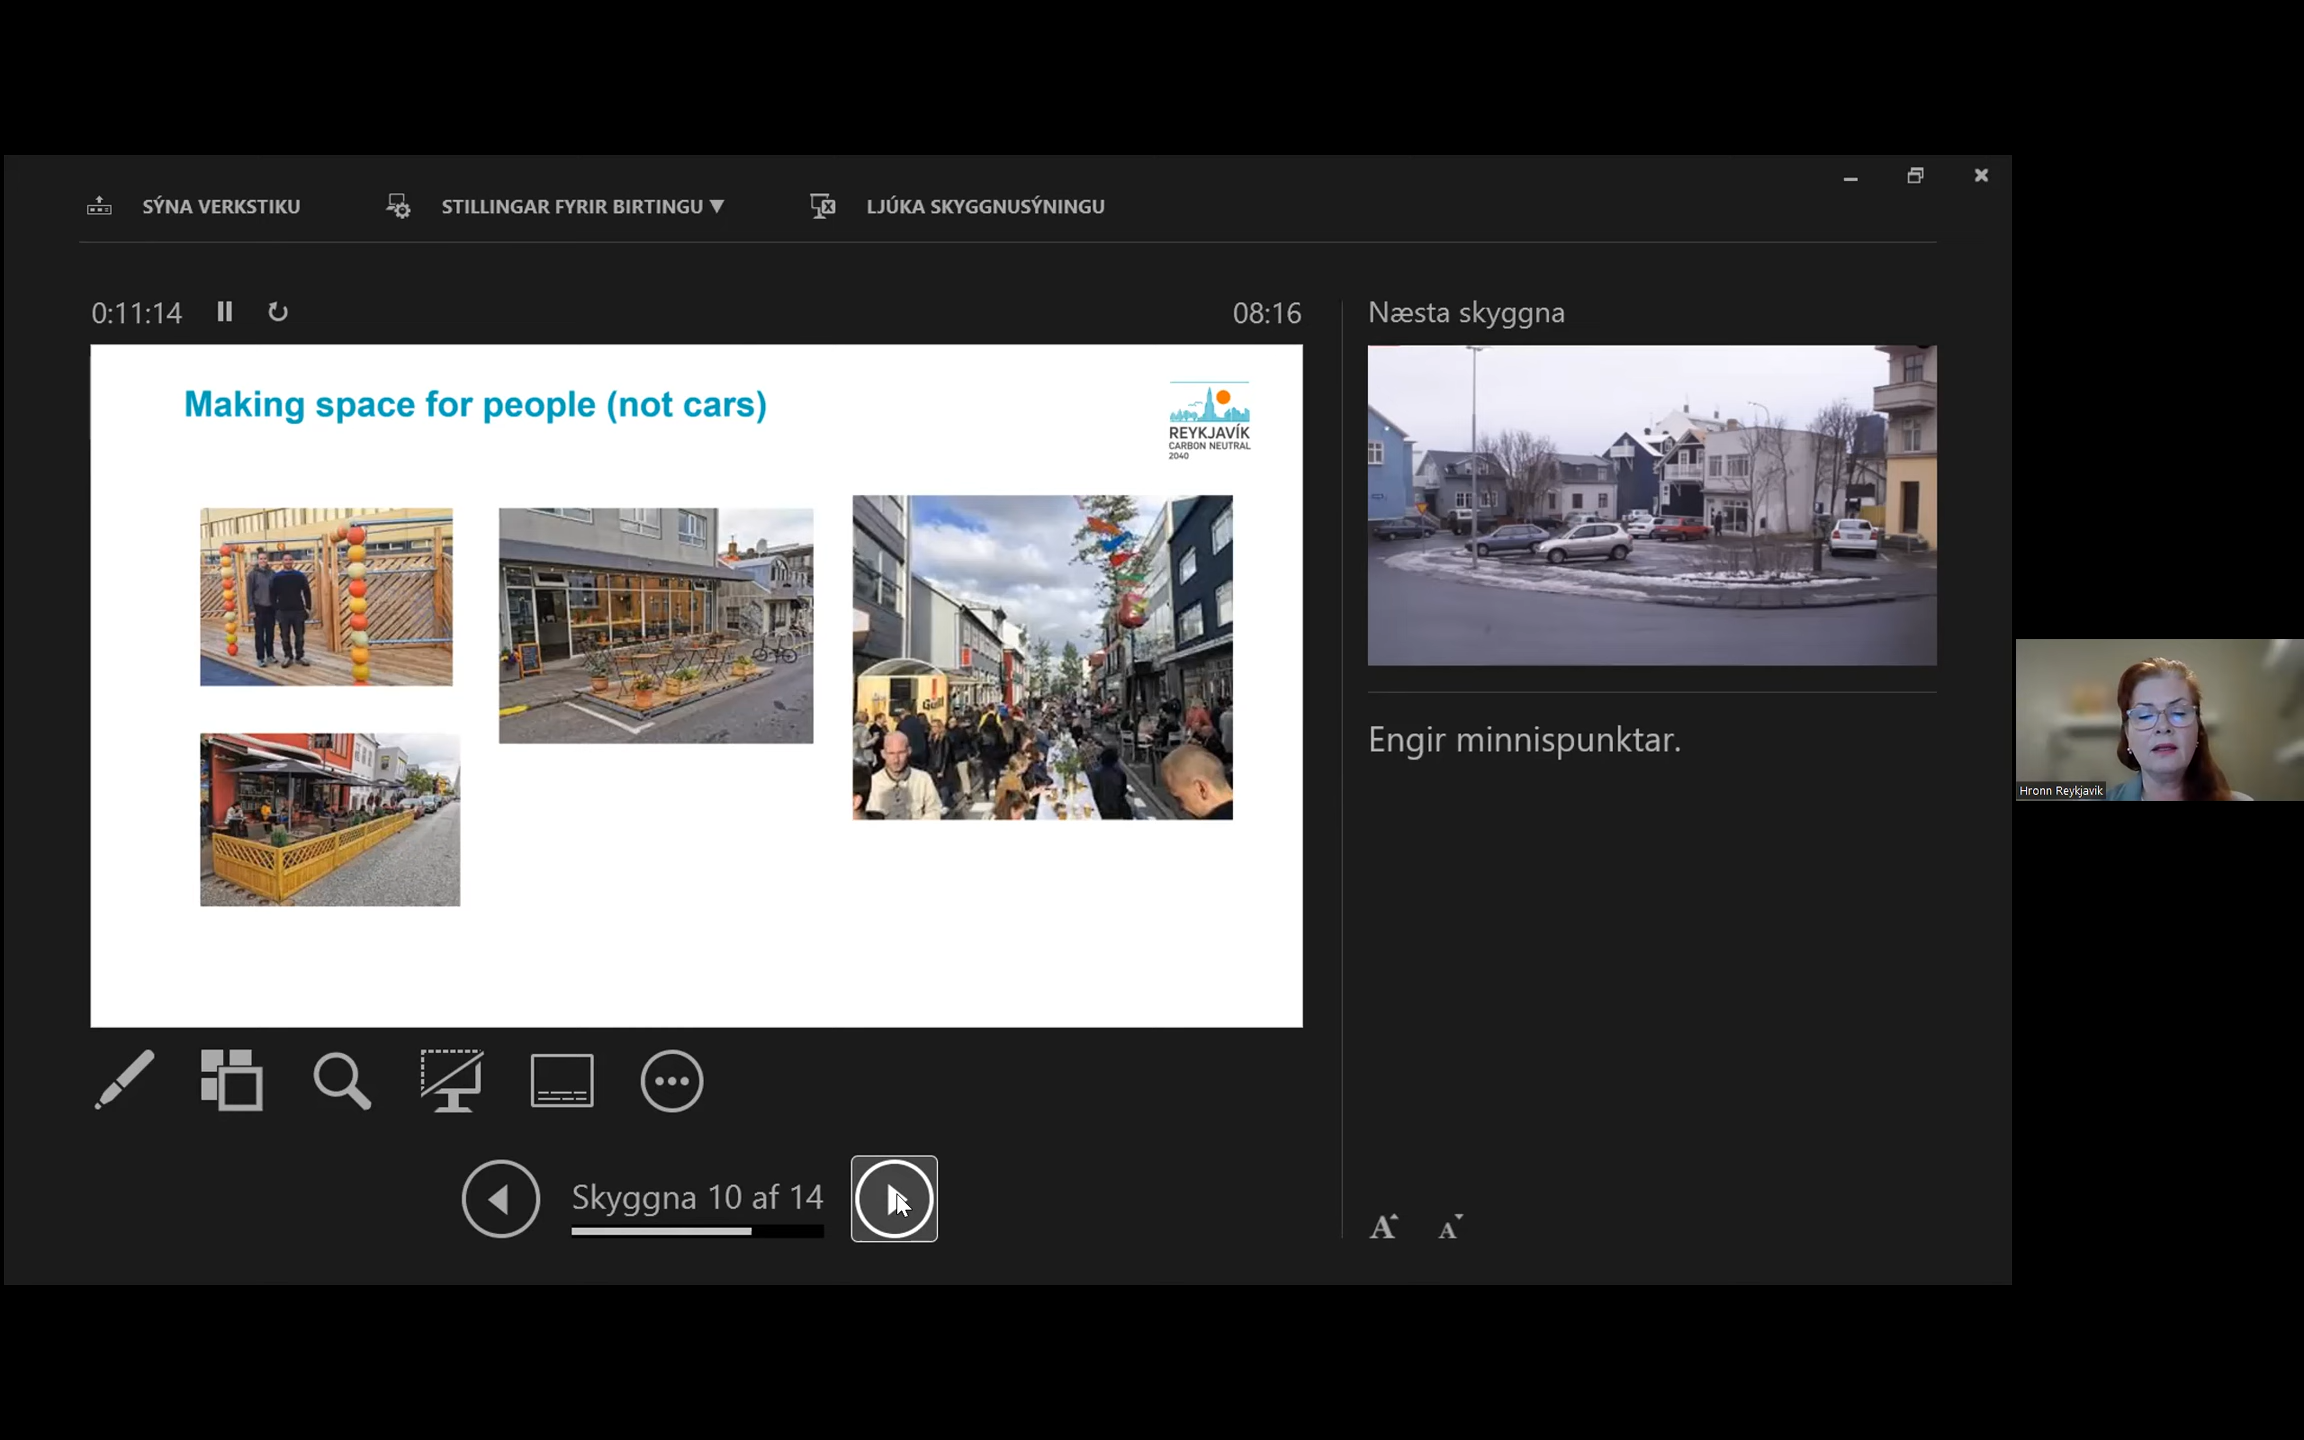 SÝNA VERKSTIKU
STILLINGAR FYRIR BIRTINGU ▼
LJÚKA SKYGGNUSÝNINGU
0:11:14
08:16
Næsta skyggna
Making space for people (not cars)
REYKJAVÍK
CARBON NEUTRAL
2040
Gull
Engir minnispunktar.
Hronn Reykjavik
Skyggna 10 af 14
A A